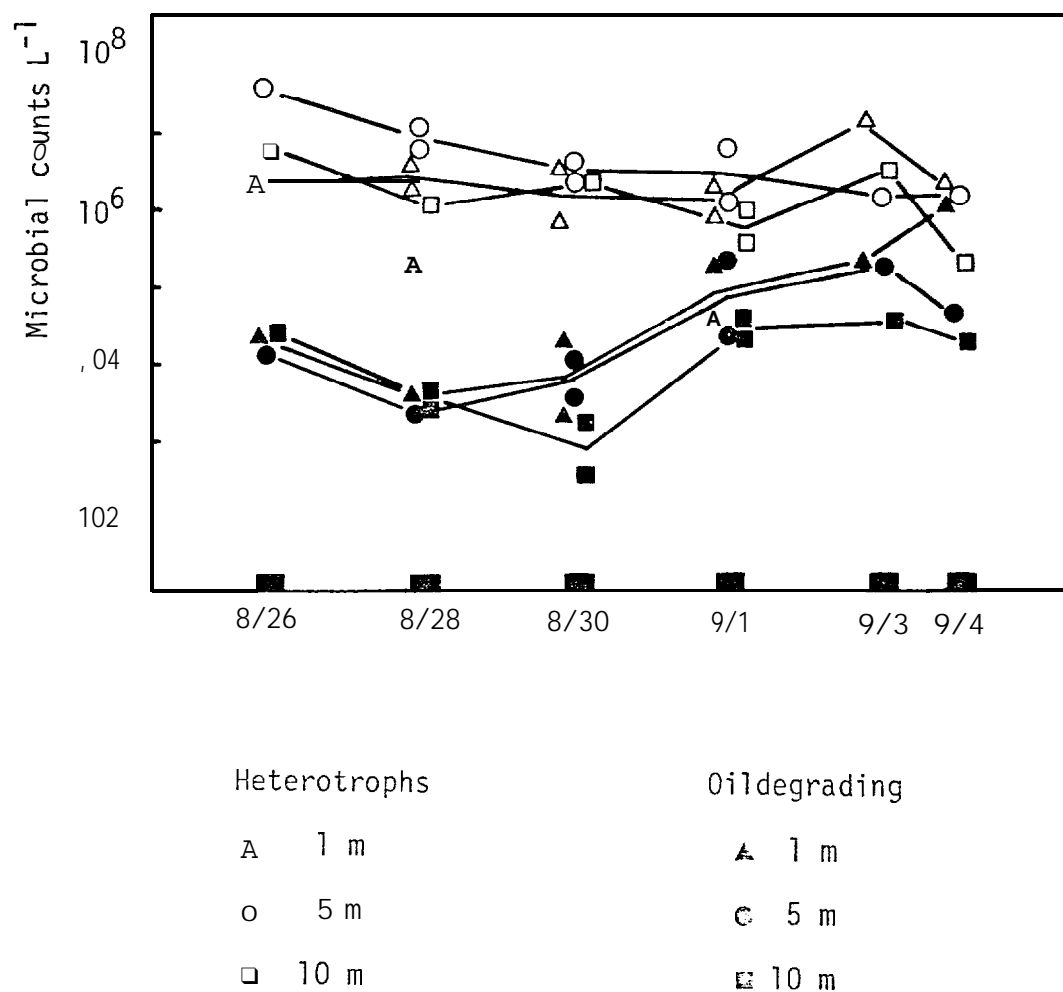 Microbial counts L⁻¹
10⁸
10⁶
,04
102
A
A
A
8/26 8/28 8/30 9/1 9/3 9/4
Heterotrophs
A 1 m
o 5 m
□ 10 m
Oildegrading
▲ 1 m
● 5 m
■ 10 m